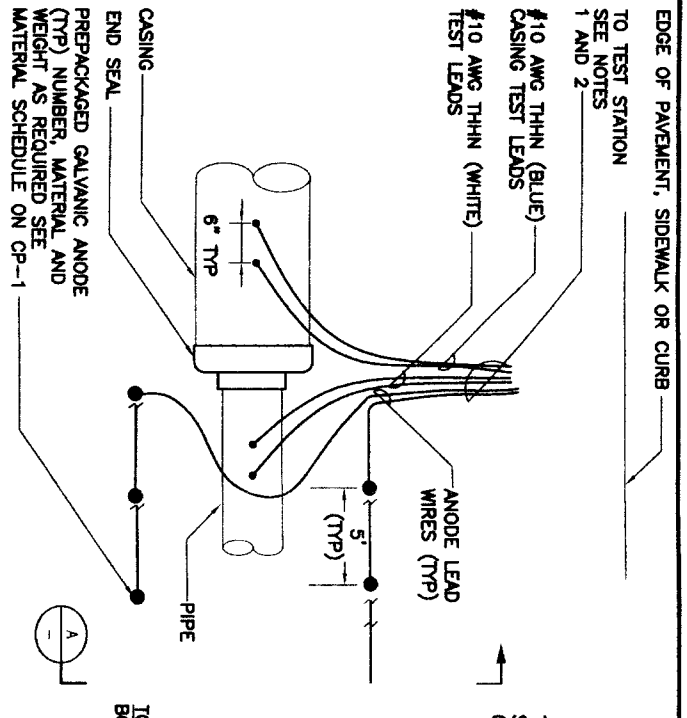 EDGE OF PAVEMENT, SIDEWALK OR CURB
TO TEST STATION
SEE NOTES
1 AND 2
#10 AWG THHN (BLUE)
CASING TEST LEADS
#10 AWG THHN (WHITE)
TEST LEADS
ANODE LEAD
WIRES (TYP)
6" TYP
5'
(TYP)
CASING
END SEAL
PIPE
PREPACKAGED GALVANIC ANODE
(TYP) NUMBER, MATERIAL AND
WEIGHT AS REQUIRED SEE
MATERIAL SCHEDULE ON CP-1
A
-